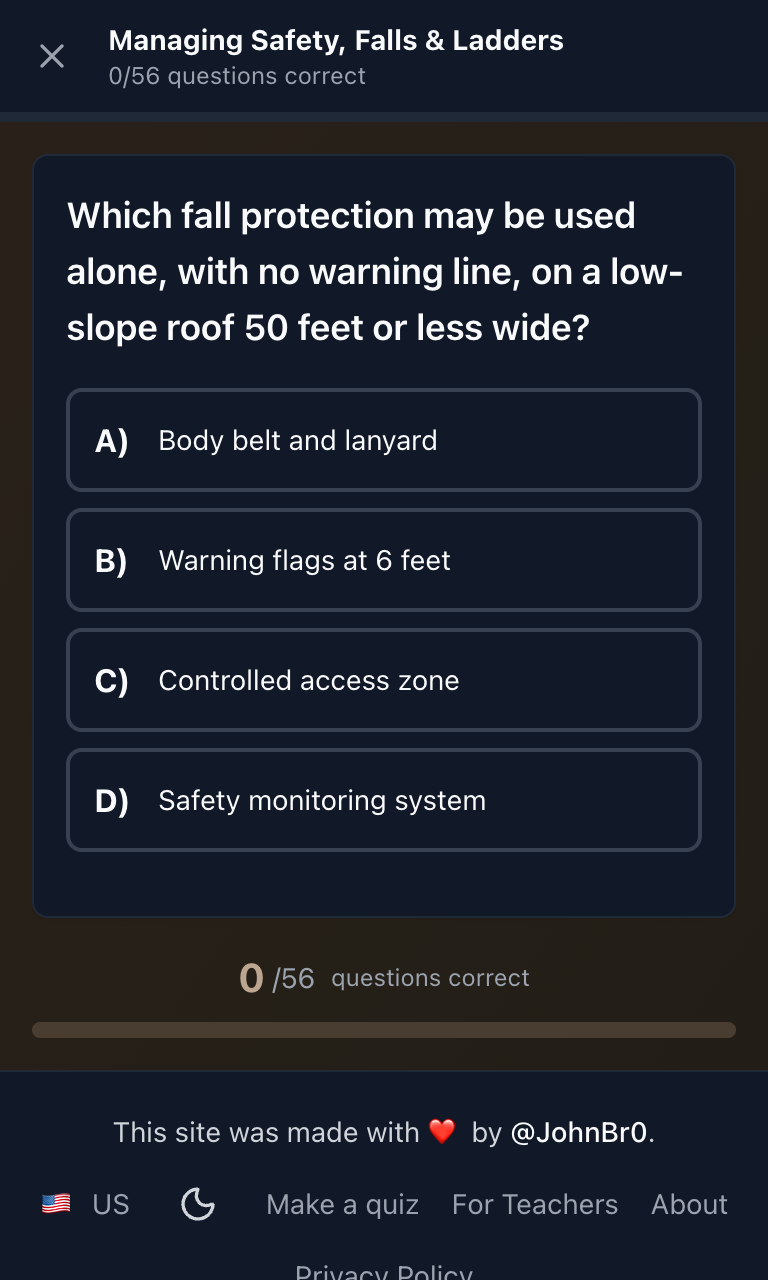 Managing Safety, Falls & Ladders
0/56 questions correct
Which fall protection may be used
alone, with no warning line, on a low-
slope roof 50 feet or less wide?
A) Body belt and lanyard
B) Warning flags at 6 feet
C) Controlled access zone
D) Safety monitoring system
0 /56 questions correct
This site was made with ❤️ by @JohnBr0.
🇺🇸 US Make a quiz For Teachers About
Privacy Policy